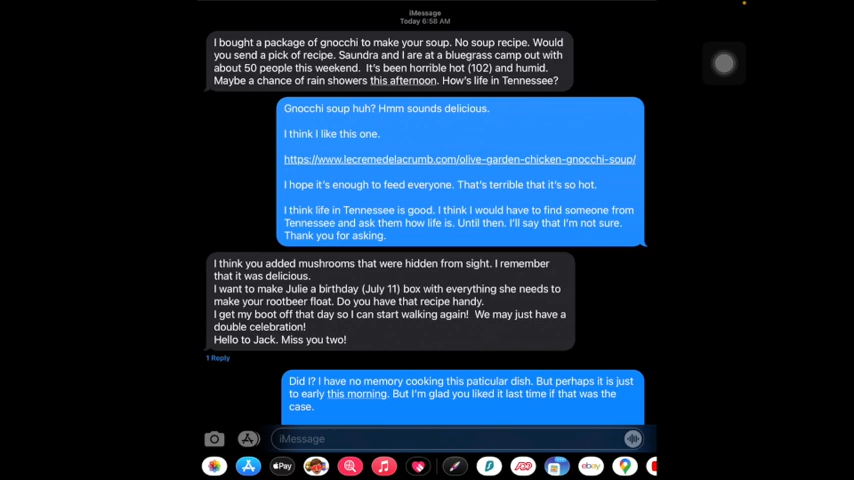 iMessage
Today 6:58 AM
I bought a package of gnocchi to make your soup. No soup recipe. Would
you send a pick of recipe. Saundra and I are at a bluegrass camp out with
about 50 people this weekend.  It's been horrible hot (102) and humid.
Maybe a chance of rain showers this afternoon. How's life in Tennessee?
Gnocchi soup huh? Hmm sounds delicious.
I think I like this one.
https://www.lecremedelacrumb.com/olive-garden-chicken-gnocchi-soup/
I hope it's enough to feed everyone. That's terrible that it's so hot.
I think life in Tennessee is good. I think I would have to find someone from
Tennessee and ask them how life is. Until then. I'll say that I'm not sure.
Thank you for asking.
I think you added mushrooms that were hidden from sight. I remember
that it was delicious.
I want to make Julie a birthday (July 11) box with everything she needs to
make your rootbeer float. Do you have that recipe handy.
I get my boot off that day so I can start walking again!  We may just have a
double celebration!
Hello to Jack. Miss you two!
1 Reply
Did I? I have no memory cooking this paticular dish. But perhaps it is just
to early this morning. But I'm glad you liked it last time if that was the
case.
iMessage
Pay
ADP
ebay